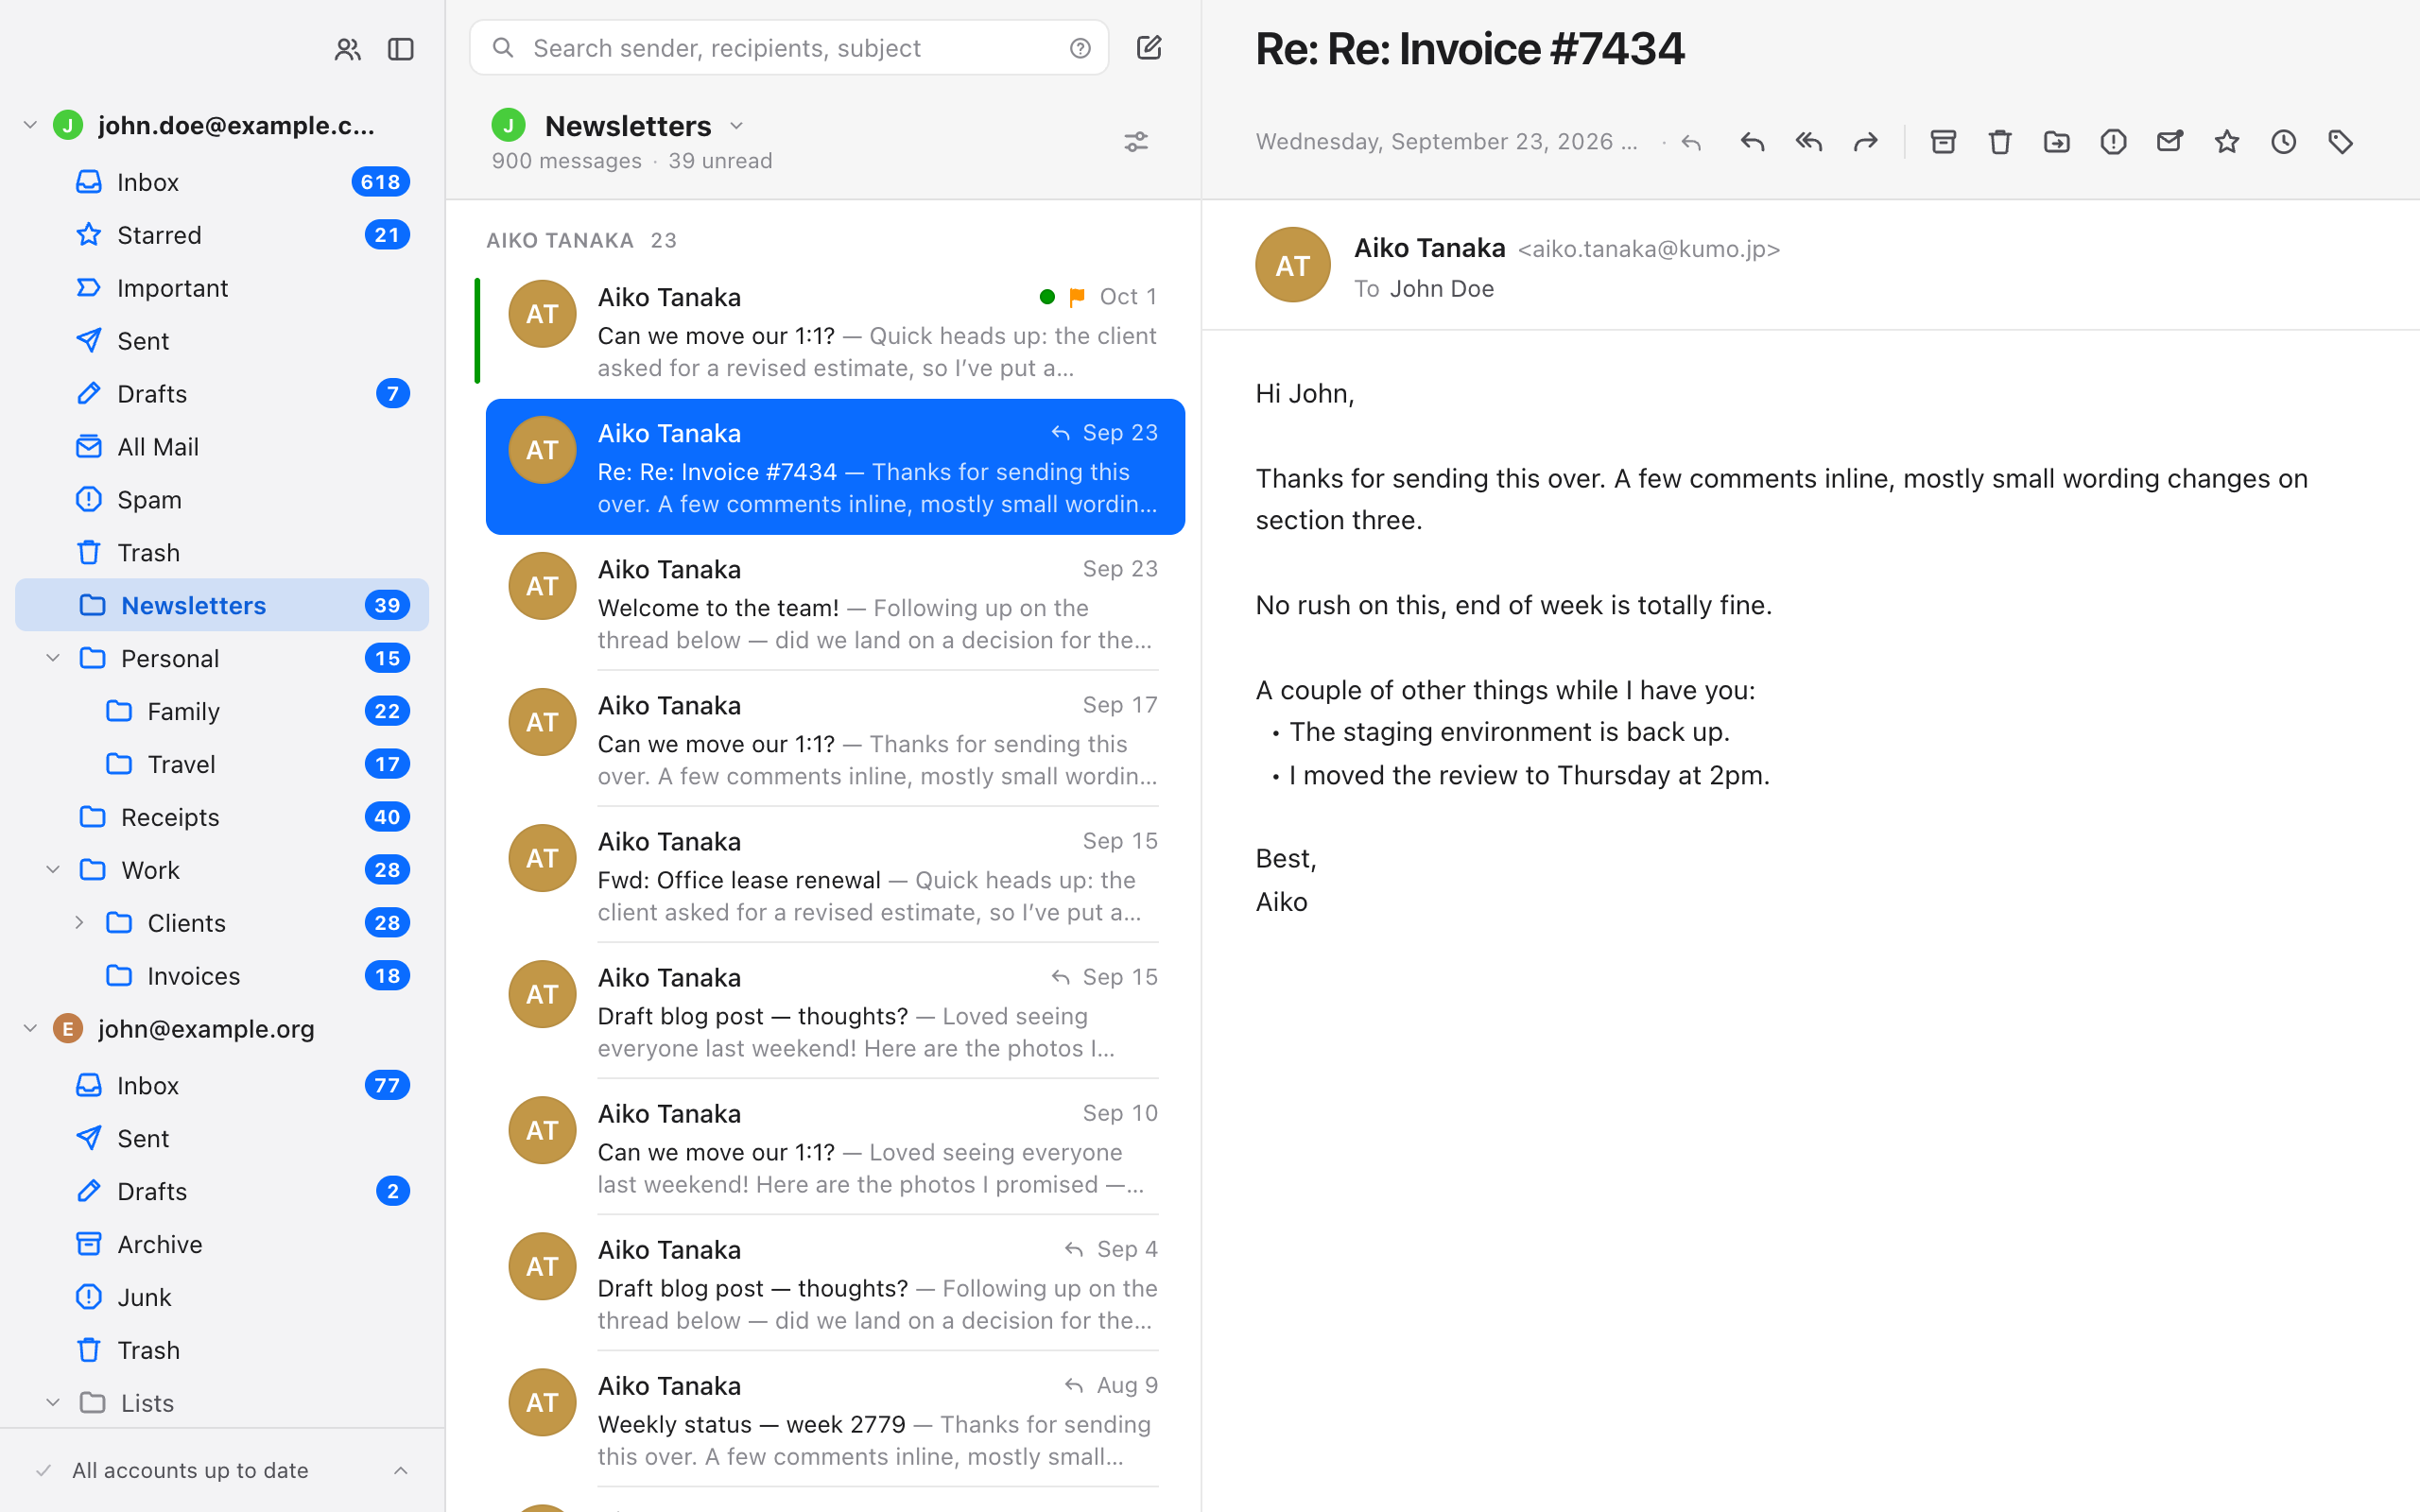 john.doe@example.c...
Inbox 618
Starred 21
Important
Sent
Drafts 7
All Mail
Spam
Trash
Newsletters 39
Personal 15
Family 22
Travel 17
Receipts 40
Work 28
Clients 28
Invoices 18
E john@example.org
Inbox 77
Sent
Drafts 2
Archive
Junk
Trash
Lists
All accounts up to date
Search sender, recipients, subject
J Newsletters
900 messages · 39 unread
AIKO TANAKA 23
AT Aiko Tanaka Oct 1
Can we move our 1:1? — Quick heads up: the client
asked for a revised estimate, so I’ve put a...
AT Aiko Tanaka Sep 23
Re: Re: Invoice #7434 — Thanks for sending this
over. A few comments inline, mostly small wordin...
AT Aiko Tanaka Sep 23
Welcome to the team! — Following up on the
thread below — did we land on a decision for the...
AT Aiko Tanaka Sep 17
Can we move our 1:1? — Thanks for sending this
over. A few comments inline, mostly small wordin...
AT Aiko Tanaka Sep 15
Fwd: Office lease renewal — Quick heads up: the
client asked for a revised estimate, so I’ve put a...
AT Aiko Tanaka Sep 15
Draft blog post — thoughts? — Loved seeing
everyone last weekend! Here are the photos I...
AT Aiko Tanaka Sep 10
Can we move our 1:1? — Loved seeing everyone
last weekend! Here are the photos I promised —...
AT Aiko Tanaka Sep 4
Draft blog post — thoughts? — Following up on the
thread below — did we land on a decision for the...
AT Aiko Tanaka Aug 9
Weekly status — week 2779 — Thanks for sending
this over. A few comments inline, mostly small...
Re: Re: Invoice #7434
Wednesday, September 23, 2026 ... ·
AT Aiko Tanaka <aiko.tanaka@kumo.jp>
To John Doe
Hi John,
Thanks for sending this over. A few comments inline, mostly small wording changes on
section three.
No rush on this, end of week is totally fine.
A couple of other things while I have you:
• The staging environment is back up.
• I moved the review to Thursday at 2pm.
Best,
Aiko